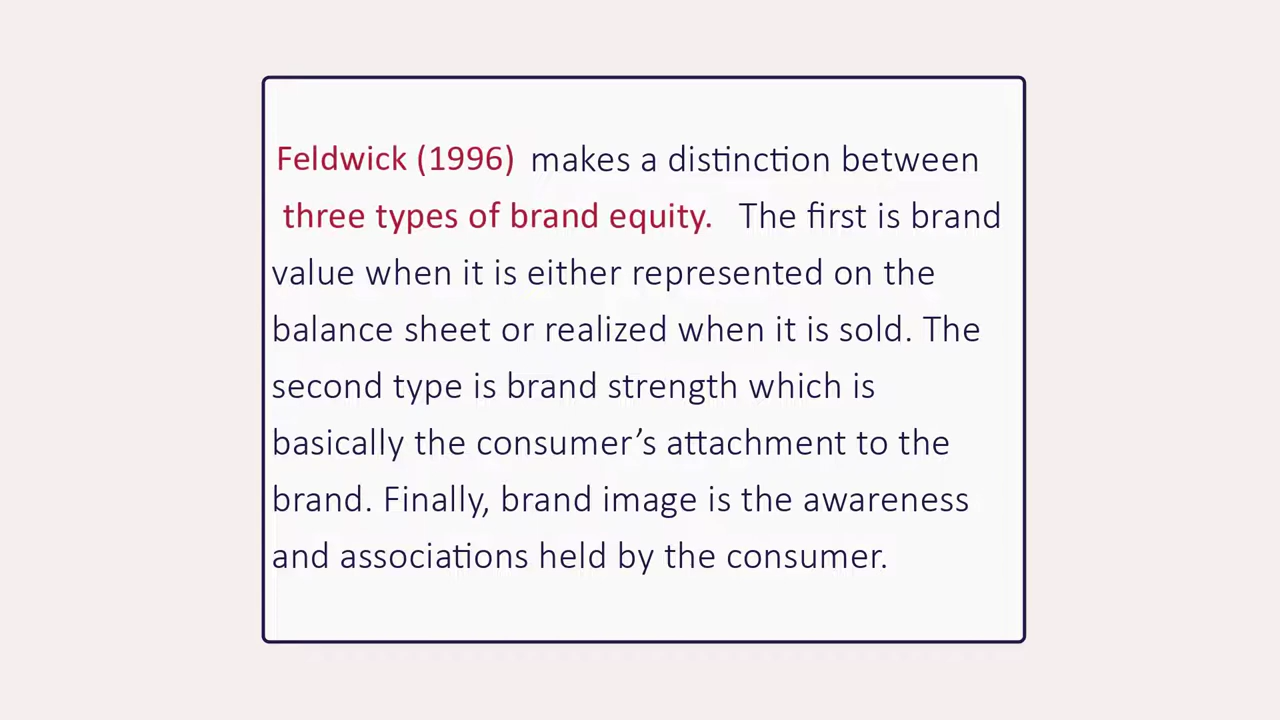 Feldwick (1996) makes a distinction between
three types of brand equity. The first is brand
value when it is either represented on the
balance sheet or realized when it is sold. The
second type is brand strength which is
basically the consumer’s attachment to the
brand. Finally, brand image is the awareness
and associations held by the consumer.